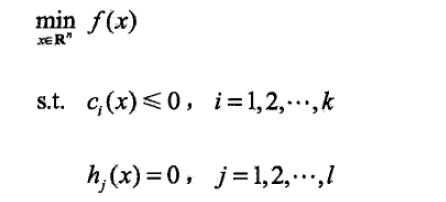 min f(x)
x∈Rⁿ
s.t. cᵢ(x)⩽0, i=1,2,⋯,k
hⱼ(x)=0, j=1,2,⋯,l